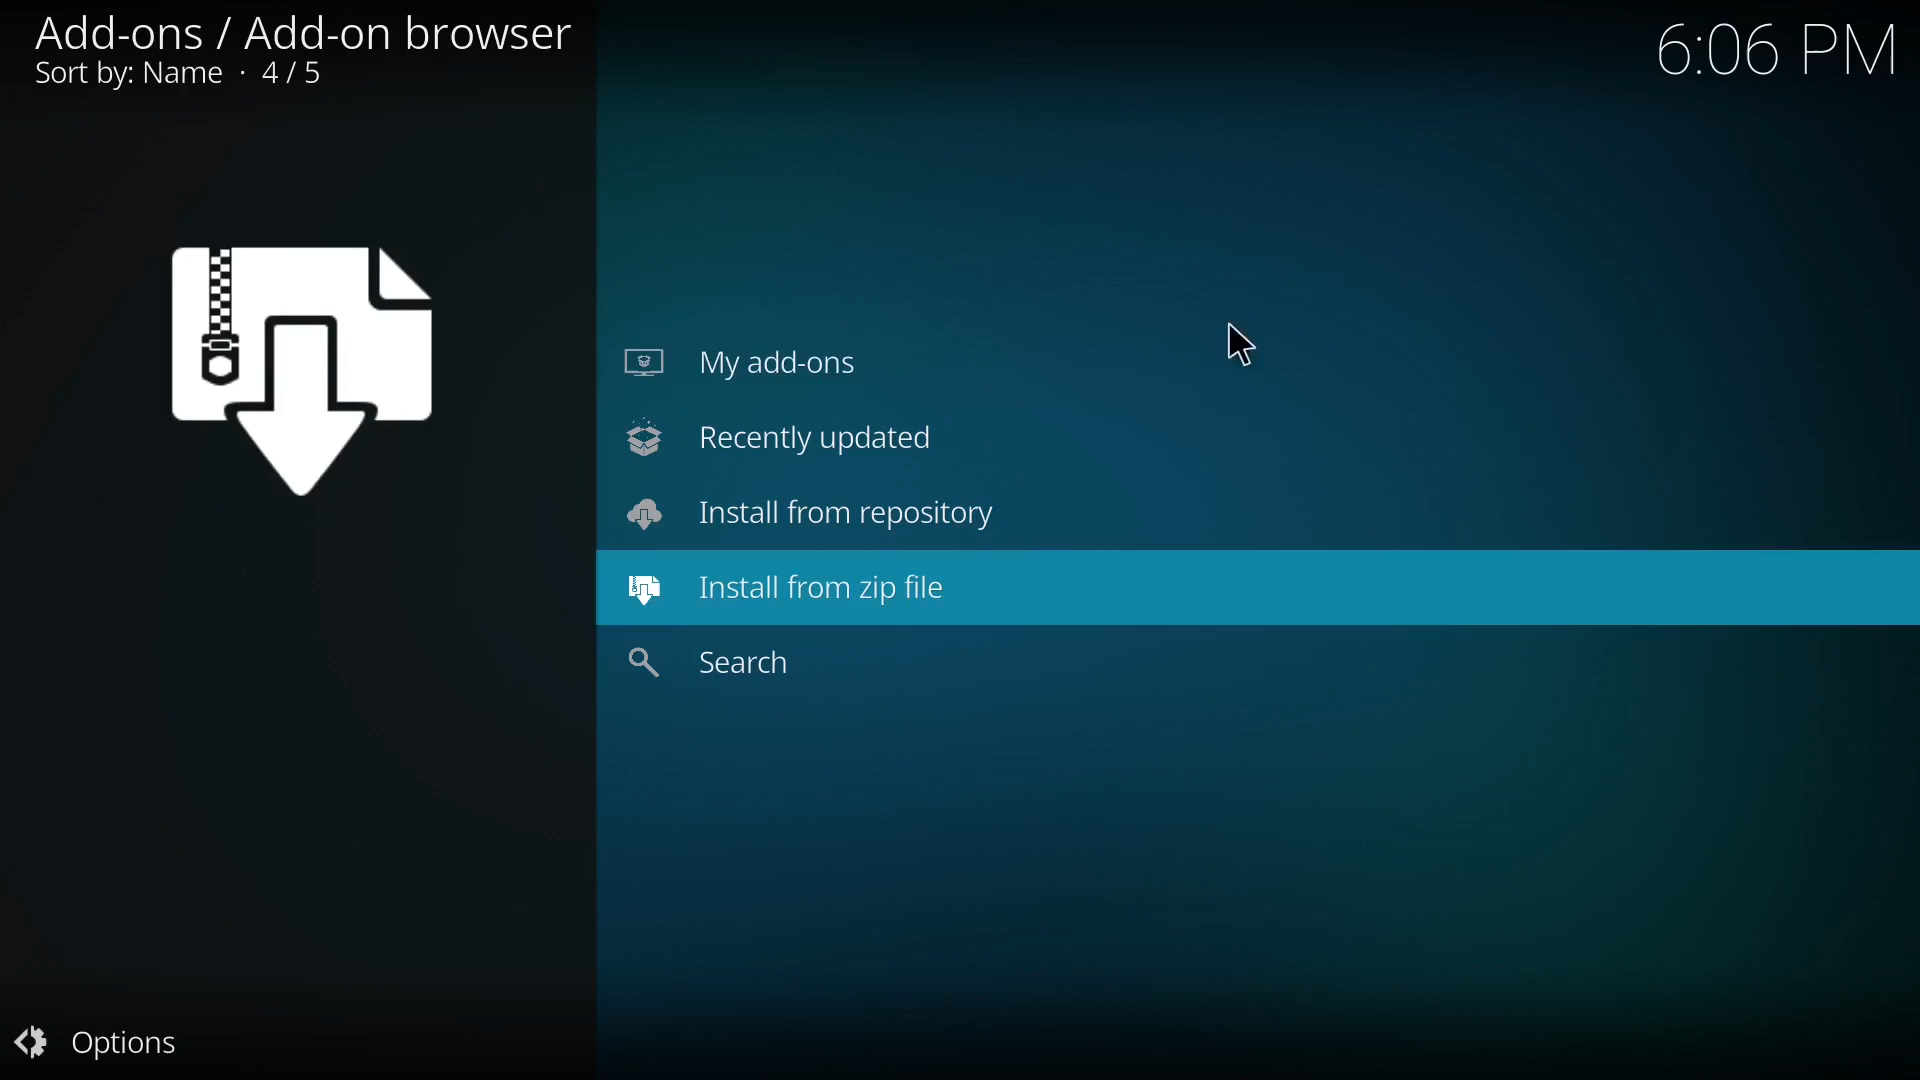 Add-ons / Add-on browser
Sort by: Name · 4 / 5
6:06 PM
My add-ons
Recently updated
Install from repository
Install from zip file
Search
Options